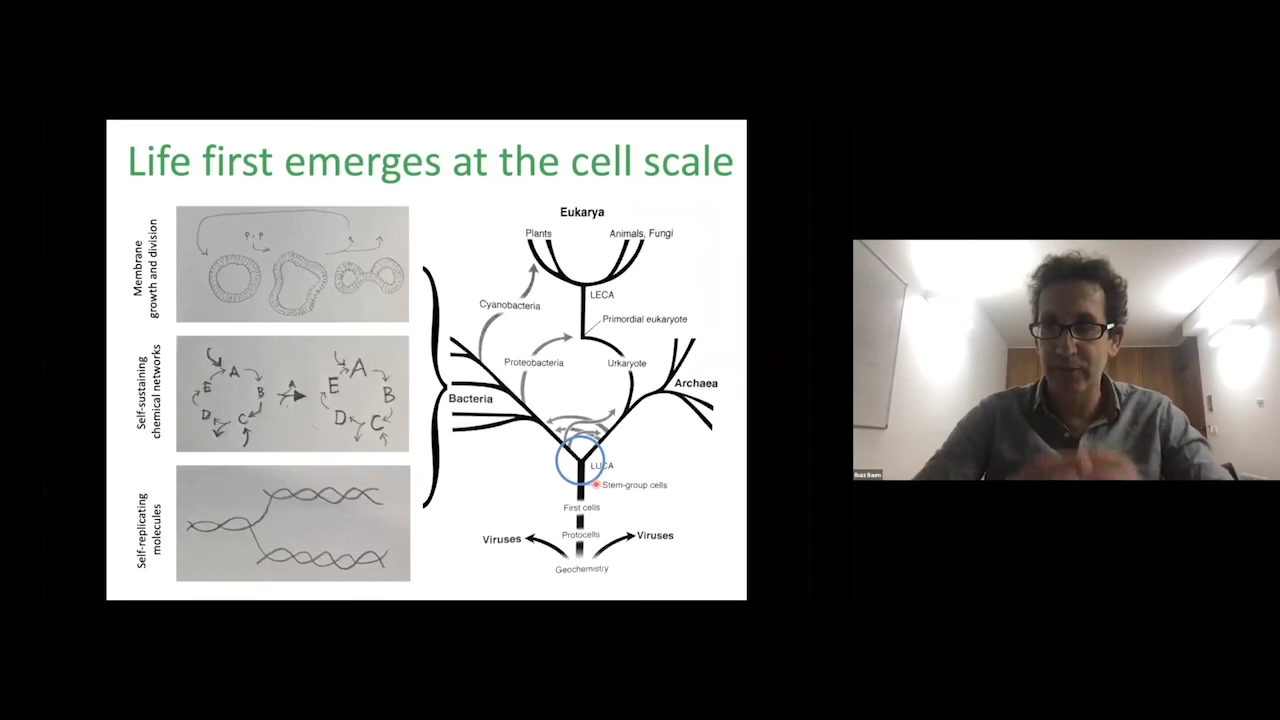 Life first emerges at the cell scale
Membrane
growth and division
P. P
Self-sustaining
chemical networks
A
B
C
D
E
A
A
B
C
D
E
Self-replicating
molecules
Eukarya
Plants
Animals, Fungi
LECA
Cyanobacteria
Primordial eukaryote
Proteobacteria
Urkaryote
Archaea
Bacteria
LUCA
Stem-group cells
First cells
Protocells
Viruses
Viruses
Geochemistry
Buzz Baum